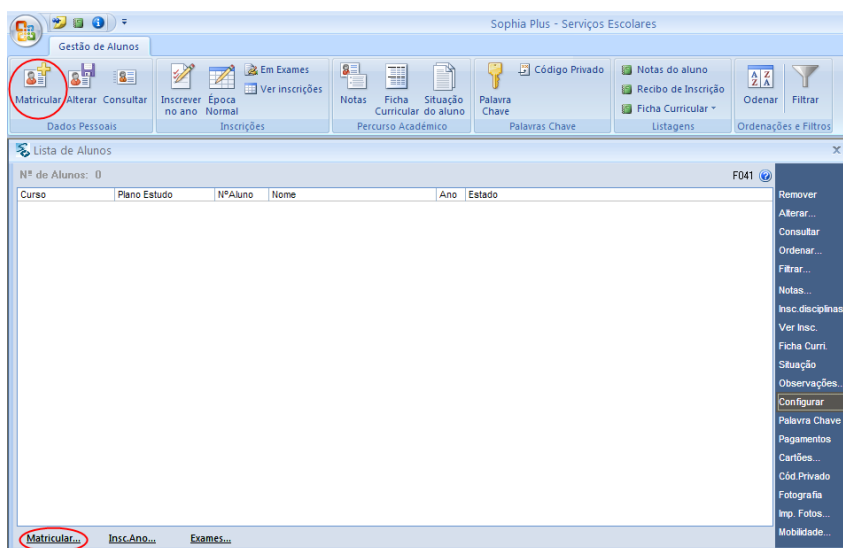 Sophia Plus - Serviços Escolares
Gestão de Alunos
Matricular Alterar Consultar
Dados Pessoais
Inscrever no ano
Época Normal
Em Exames
Ver inscrições
Inscrições
Notas
Ficha Curricular
Situação do aluno
Percurso Académico
Palavra Chave
Código Privado
Palavras Chave
Notas do aluno
Recibo de Inscrição
Ficha Curricular
Listagens
Odenar
Filtrar
Ordenações e Filtros
Lista de Alunos
Nª de Alunos: 0
F041
Curso Plano Estudo NºAluno Nome Ano Estado
Remover
Alterar...
Consultar
Ordenar...
Filtrar...
Notas...
Insc.disciplinas
Ver Insc.
Ficha Curri.
Situação
Observações..
Configurar
Palavra Chave
Pagamentos
Cartões...
Cód.Privado
Fotografia
Imp. Fotos...
Mobilidade...
Matricular... Insc.Ano... Exames...